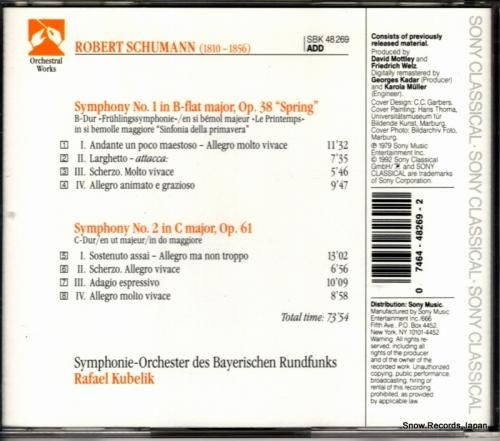 Orchestral
Works
ROBERT SCHUMANN (1810 – 1856)
SBK 48269
ADD
Symphony No. 1 in B-flat major, Op. 38 “Spring”
B-Dur »Frühlingssymphonie«/en si bémol majeur «Le Printemps»
in si bemolle maggiore “Sinfonia della primavera”
1 I. Andante un poco maestoso – Allegro molto vivace 11'32
2 II. Larghetto - attacca: 7'35
3 III. Scherzo. Molto vivace 5'46
4 IV. Allegro animato e grazioso 9'47
Symphony No. 2 in C major, Op. 61
C-Dur/en ut majeur/in do maggiore
5 I. Sostenuto assai – Allegro ma non troppo 13'02
6 II. Scherzo. Allegro vivace 6'56
7 III. Adagio espressivo 10'09
8 IV. Allegro molto vivace 8'58
Total time: 73'54
Symphonie-Orchester des Bayerischen Rundfunks
Rafael Kubelik
Consists of previously
released material.
Produced by
David Mottley and
Friedrich Welz.
Digitally remastered by
Georges Kadar (Producer)
and Karola Müller
(Engineer).
Cover Design: C.C. Garbers.
Cover Painting: Hans Thoma,
Universitätsmuseum für
Bildende Kunst, Marburg.
Cover Photo: Bildarchiv Foto,
Marburg.
℗ 1979 Sony Music
Entertainment Inc.
© 1992 Sony Classical
GmbH/ and SONY
CLASSICAL are trademarks
of Sony Corporation.
0 7464-48269-2 2
Distribution: Sony Music.
Manufactured by Sony Music
Entertainment Inc./666
Fifth Ave., P.O. Box 4452
New York, NY 10101-4452
Warning: All rights re-
served, including all
rights of the producer
and of the owner of the
recorded work. Unauthorized
copying, public performance,
broadcasting, hiring or
rental of this recording
prohibited, as provided
by applicable law.
SONY CLASSICAL · SONY CLASSICAL · SONY CLASSICAL
Snow Records Japan